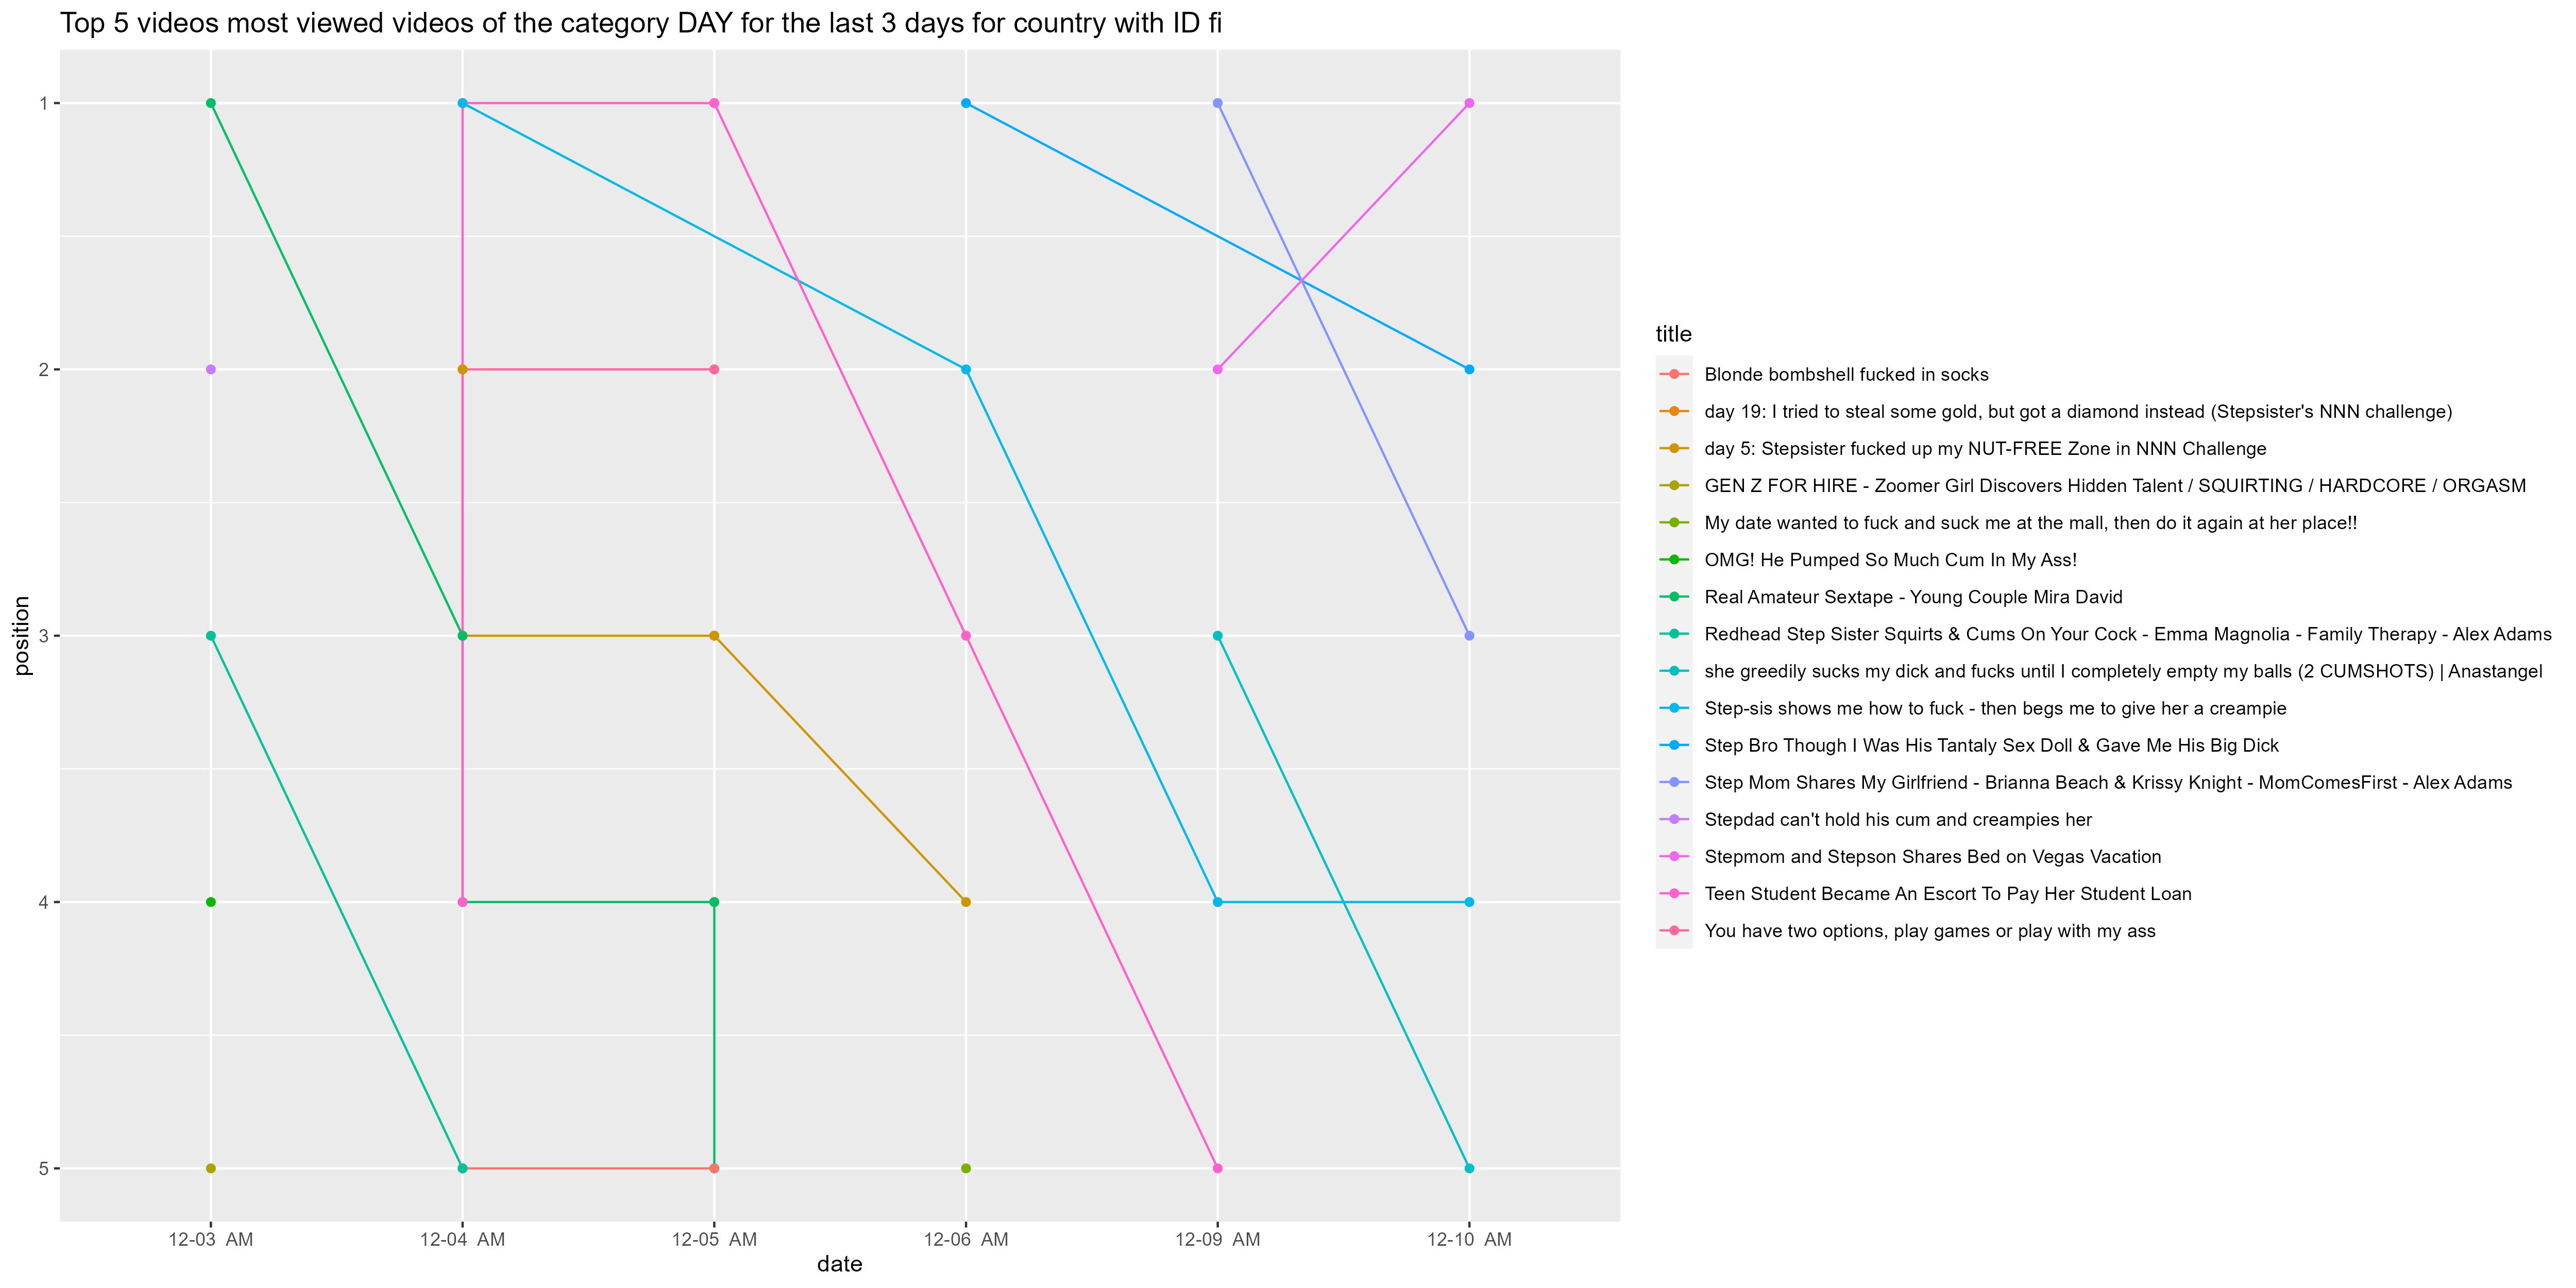 Top 5 videos most viewed videos of the category DAY for the last 3 days for country with ID fi
position
1
2
3
4
5
12-03 AM
12-04 AM
12-05 AM
12-06 AM
12-09 AM
12-10 AM
date
title
Blonde bombshell fucked in socks
day 19: I tried to steal some gold, but got a diamond instead (Stepsister's NNN challenge)
day 5: Stepsister fucked up my NUT-FREE Zone in NNN Challenge
GEN Z FOR HIRE - Zoomer Girl Discovers Hidden Talent / SQUIRTING / HARDCORE / ORGASM
My date wanted to fuck and suck me at the mall, then do it again at her place!!
OMG! He Pumped So Much Cum In My Ass!
Real Amateur Sextape - Young Couple Mira David
Redhead Step Sister Squirts & Cums On Your Cock - Emma Magnolia - Family Therapy - Alex Adams
she greedily sucks my dick and fucks until I completely empty my balls (2 CUMSHOTS) | Anastangel
Step-sis shows me how to fuck - then begs me to give her a creampie
Step Bro Though I Was His Tantaly Sex Doll & Gave Me His Big Dick
Step Mom Shares My Girlfriend - Brianna Beach & Krissy Knight - MomComesFirst - Alex Adams
Stepdad can't hold his cum and creampies her
Stepmom and Stepson Shares Bed on Vegas Vacation
Teen Student Became An Escort To Pay Her Student Loan
You have two options, play games or play with my ass